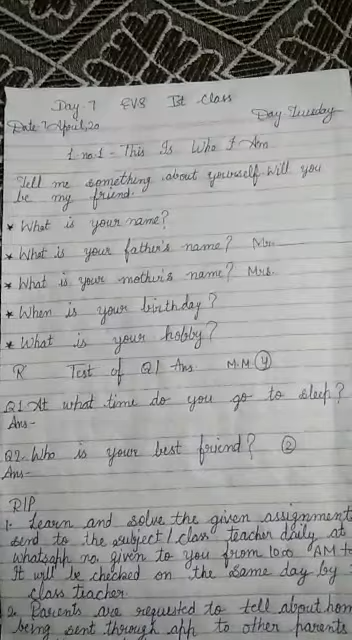 Day 7 EVS Ist Class
Date 7 April, 20 Day Tuesday
L no.1 - This Is Who I Am
Tell me something about yourself. Will you
be my friend.
* What is your name?
* What is your father's name? Mr.
* What is your mother's name? Mrs.
* When is your birthday?
* What is your hobby?
R Test of Q/Ans. M.M (4)
Q1. At what time do you go to sleep?
Ans-
Q2. Who is your best friend? (2)
Ans-
RIP
1. Learn and solve the given assignment
send to the subject/class teacher daily at
whatsapp no. given to you from 10:00 AM to
It will be checked on the same day by
class teacher.
2. Parents are requested to tell about hom
being sent through app to other parents